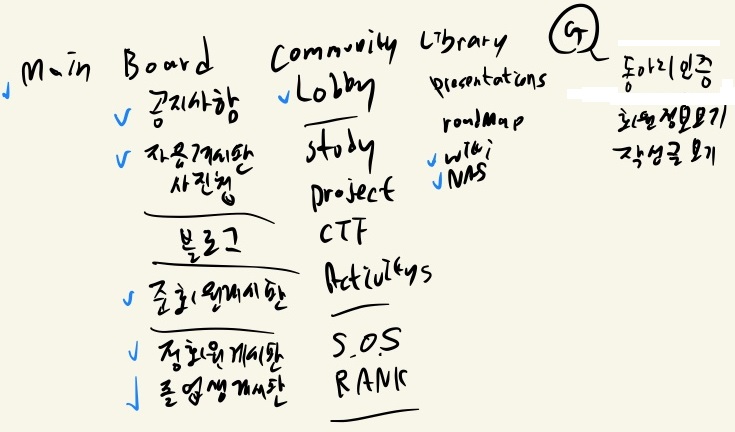 Main
Board
공지사항
자유게시판
사진첩
블로그
준회원게시판
정회원게시판
졸업생게시판
Community
Lobby
study
project
CTF
Activitys
S.O.S
RANK
Library
presentations
roadmap
wiki
NAS
동아리인증
회원정보보기
작성글보기